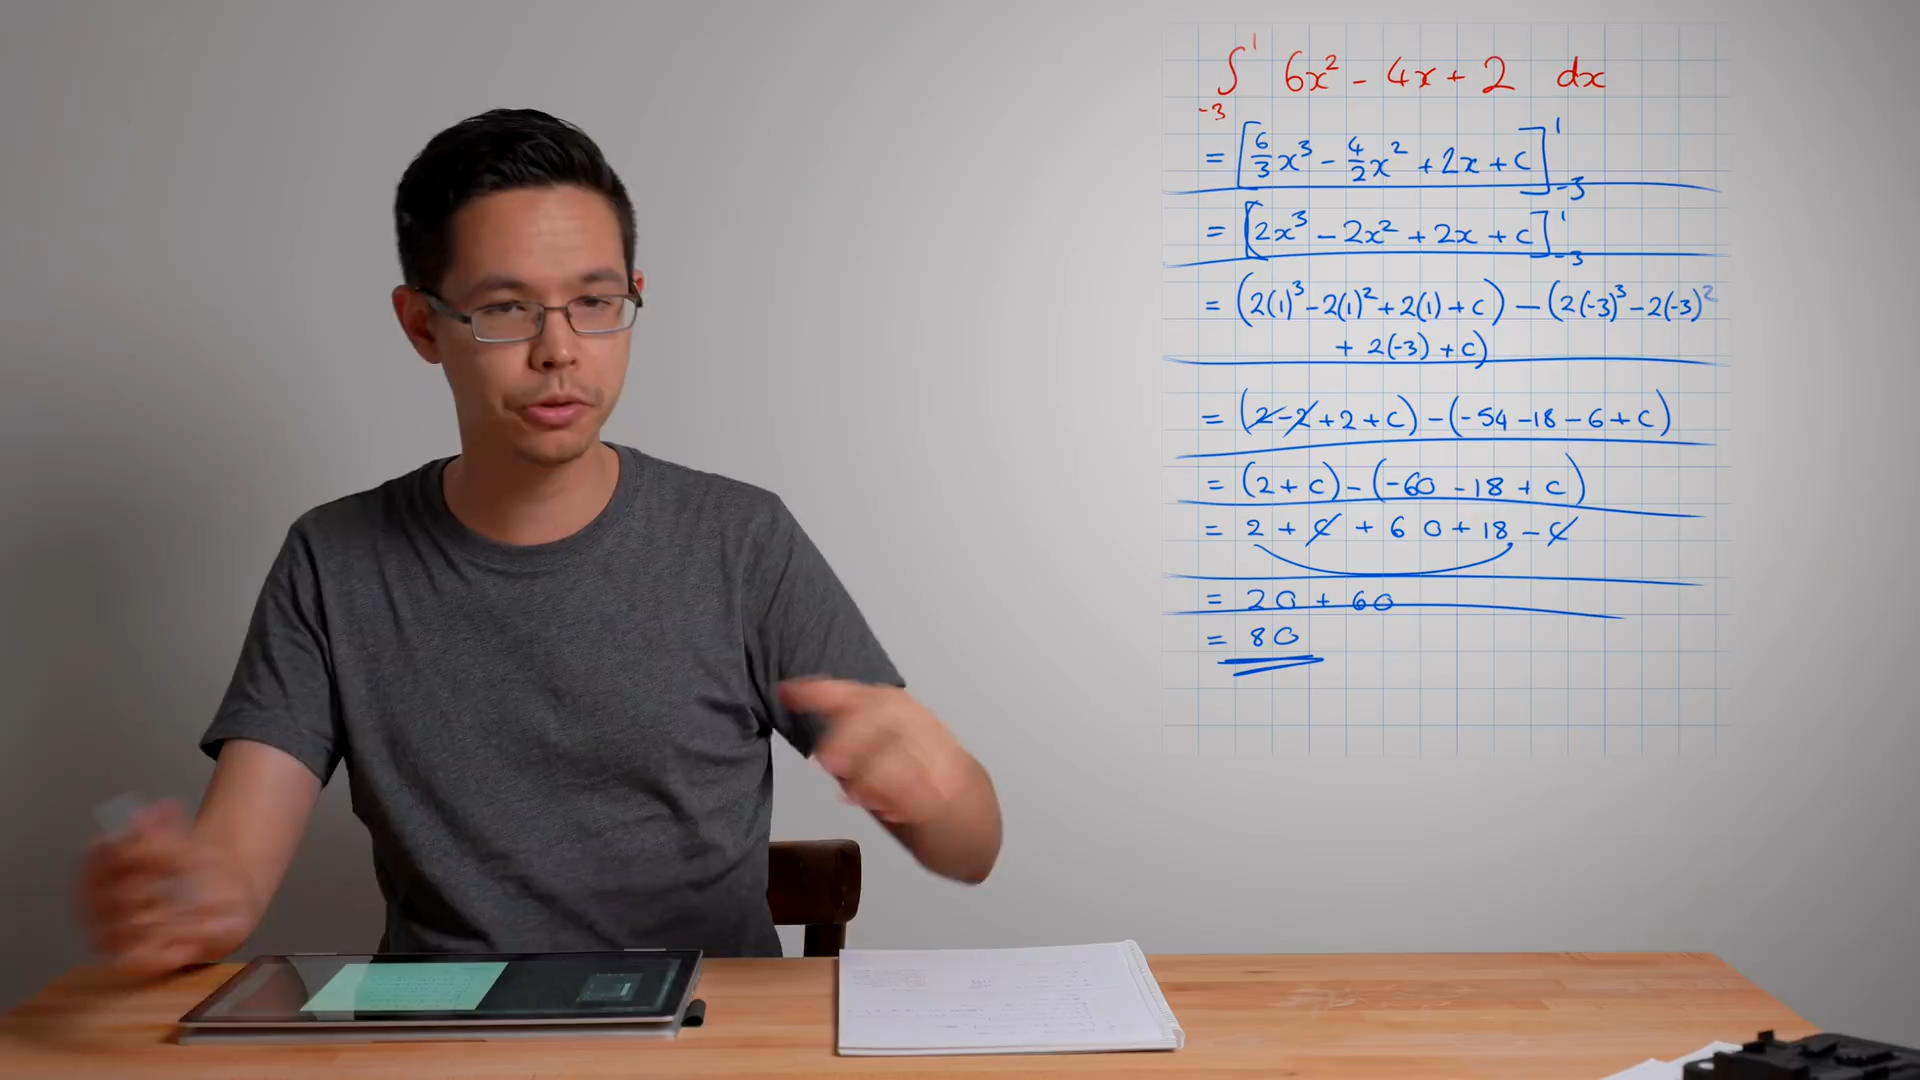 ∫₋₃¹ 6x² - 4x + 2 dx
= [6/3 x³ - 4/2 x² + 2x + c]₋₃¹
= [2x³ - 2x² + 2x + c]₋₃¹
= (2(1)³ - 2(1)² + 2(1) + c) - (2(-3)³ - 2(-3)²
+ 2(-3) + c)
= (2 - 2 + 2 + c) - (-54 - 18 - 6 + c)
= (2 + c) - (-60 - 18 + c)
= 2 + c + 60 + 18 - c
= 20 + 60
= 80